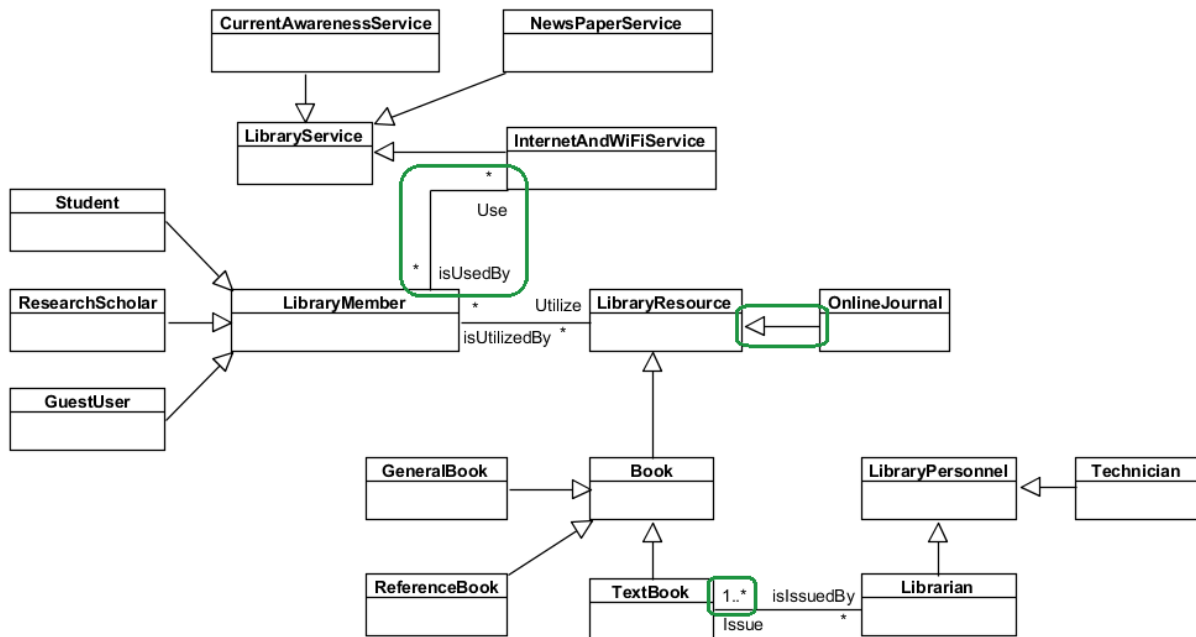 CurrentAwarenessService
NewsPaperService
LibraryService
InternetAndWiFiService
*
Use
Student
*
isUsedBy
ResearchScholar
LibraryMember
*
Utilize
LibraryResource
OnlineJournal
isUtilizedBy
*
GuestUser
GeneralBook
Book
LibraryPersonnel
Technician
ReferenceBook
TextBook
1..*
isIssuedBy
Librarian
Issue
*